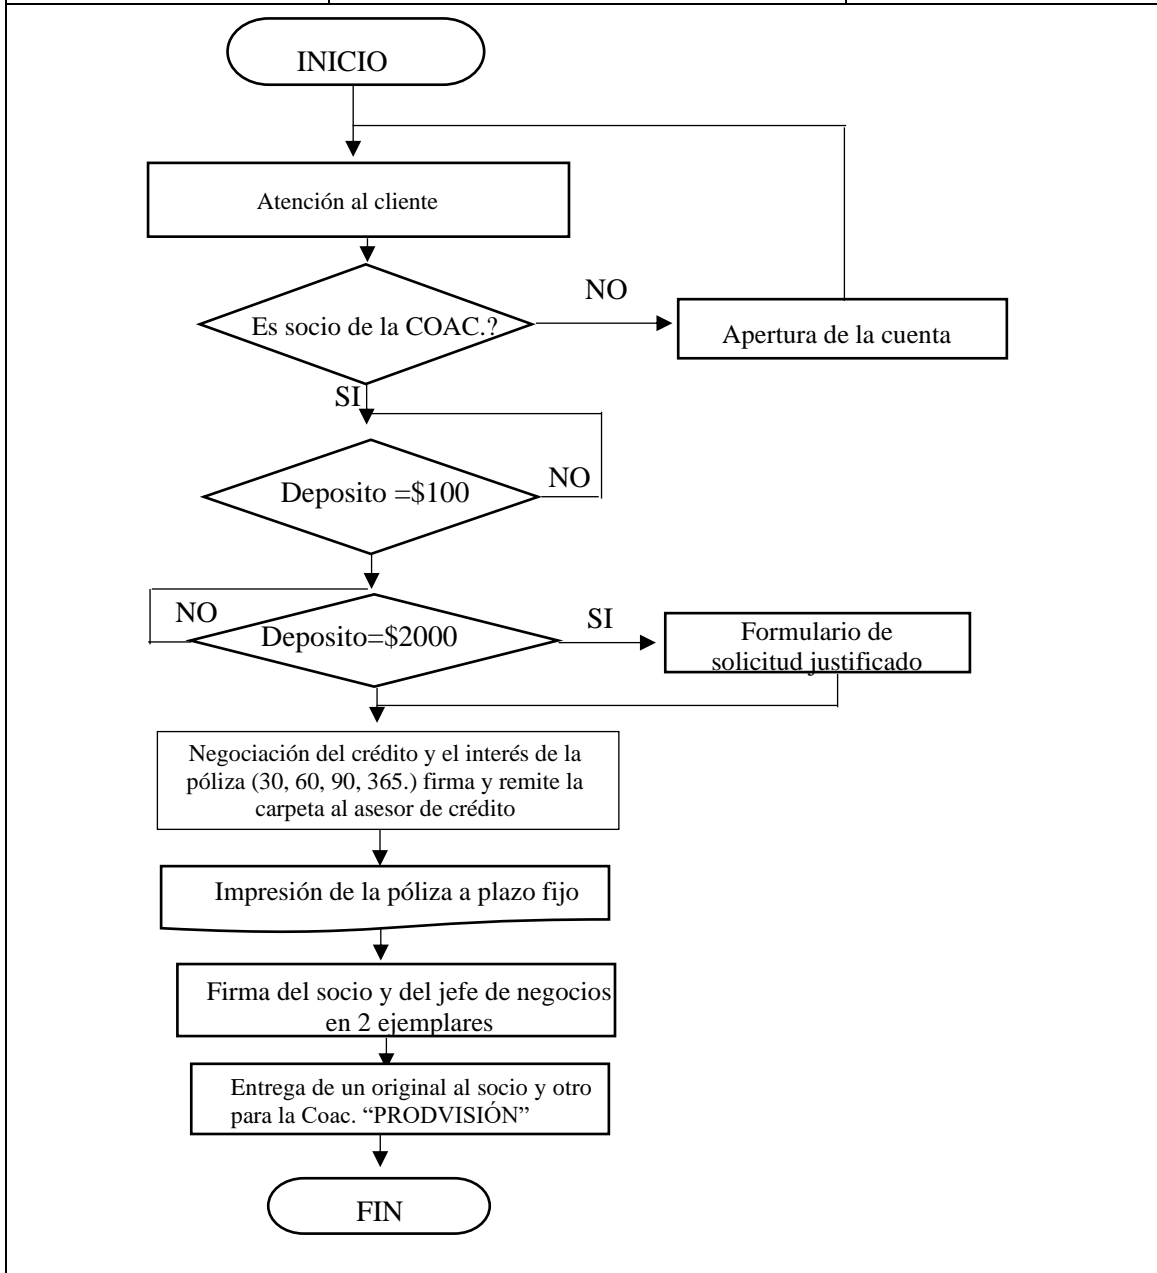 INICIO
Atención al cliente
NO
Es socio de la COAC.?
Apertura de la cuenta
SI
NO
Deposito =$100
NO
SI
Deposito=$2000
Formulario de
solicitud justificado
Negociación del crédito y el interés de la
póliza (30, 60, 90, 365.) firma y remite la
carpeta al asesor de crédito
Impresión de la póliza a plazo fijo
Firma del socio y del jefe de negocios
en 2 ejemplares
Entrega de un original al socio y otro
para la Coac. “PRODVISIÓN”
FIN